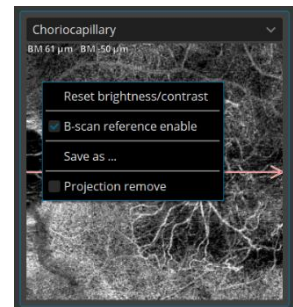 Choriocapillary
BM 61 µm BM -50 µm
Reset brightness/contrast
B-scan reference enable
Save as ...
Projection remove